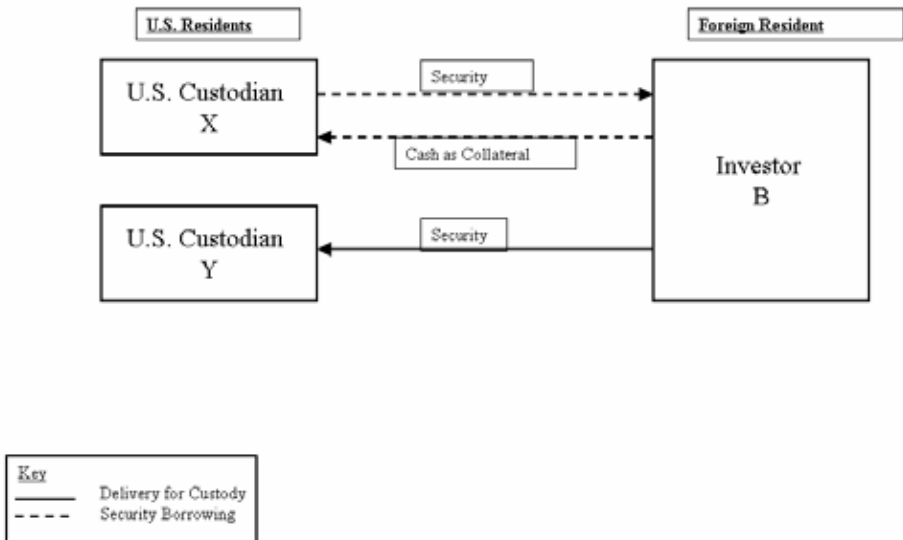 U.S. Residents
Foreign Resident
U.S. Custodian
X
Security
Cash as Collateral
Investor
B
U.S. Custodian
Y
Security
Key
Delivery for Custody
Security Borrowing